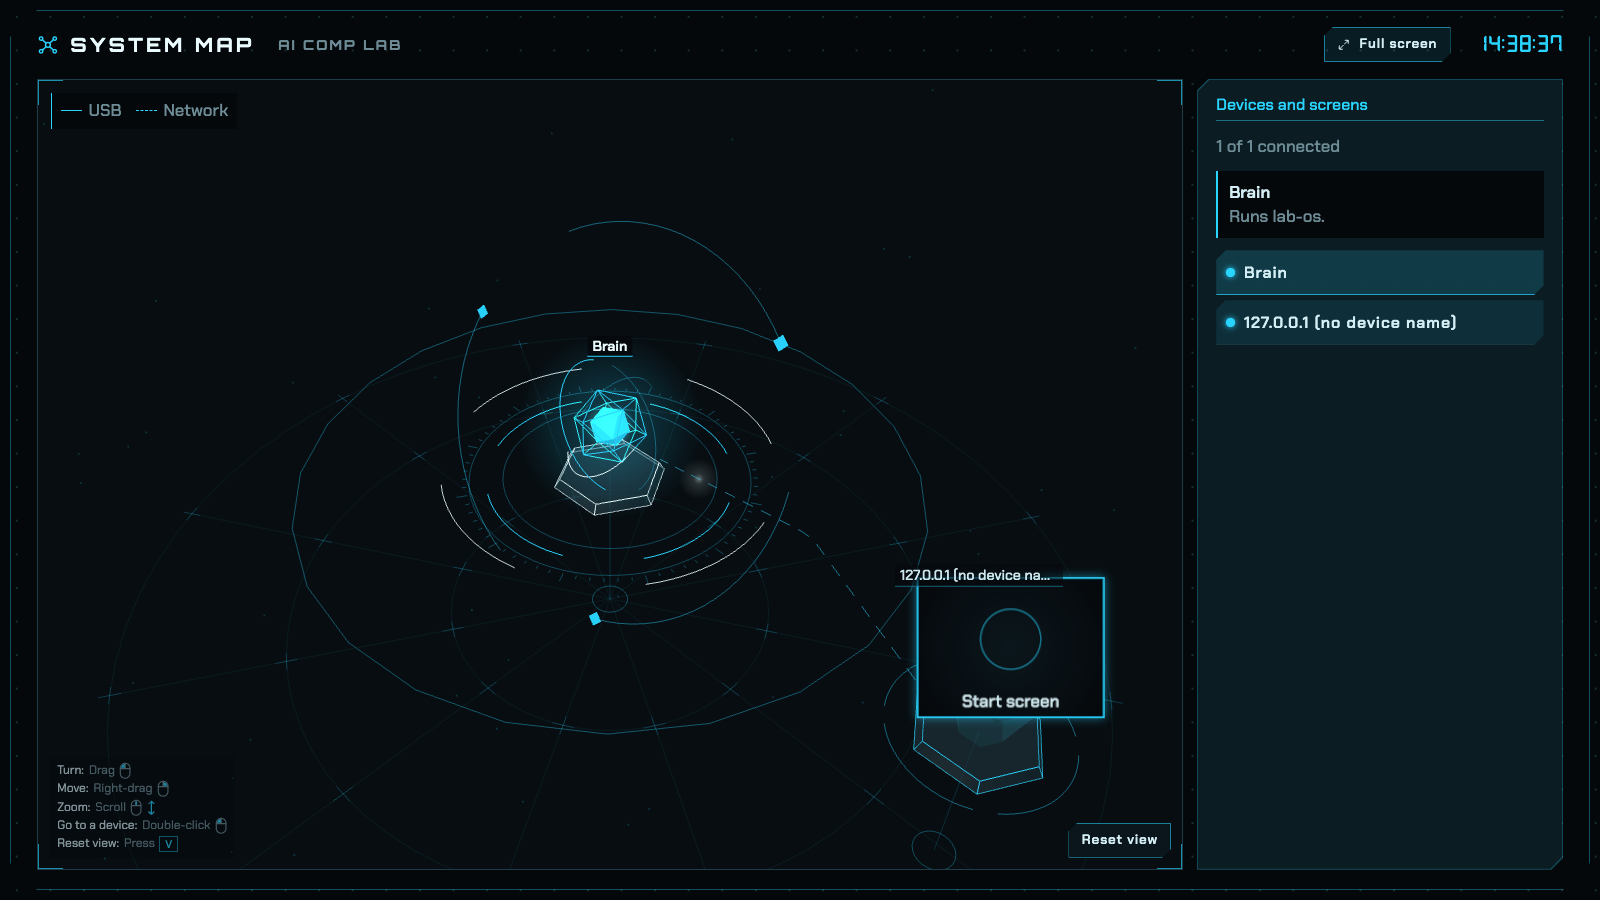 SYSTEM MAP AI COMP LAB
Full screen
14:38:37
USB Network
Devices and screens
1 of 1 connected
Brain
Runs lab-os.
Brain
127.0.0.1 (no device name)
Brain
127.0.0.1 (no device na...
Start screen
Turn: Drag
Move: Right-drag
Zoom: Scroll
Go to a device: Double-click
Reset view: Press V
Reset view